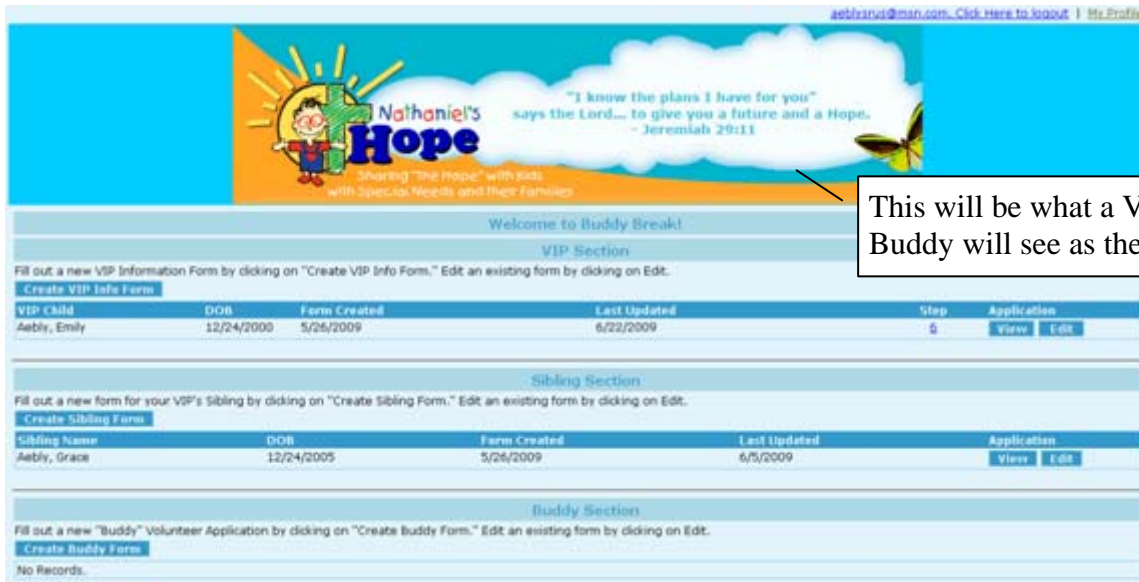 aeblysrus@msn.com, Click Here to logout | My Profile
"I know the plans I have for you"
says the Lord... to give you a future and a Hope.
- Jeremiah 29:11
Nathaniel's
Hope
Sharing "The Hope" with Kids
with Special Needs and their Families
This will be what a V
Buddy will see as the
Welcome to Buddy Break!
VIP Section
Fill out a new VIP Information Form by clicking on "Create VIP Info Form." Edit an existing form by clicking on Edit.
Create VIP Info Form
VIP Child DOB Form Created Last Updated Step Application
Aebly, Emily 12/24/2000 5/26/2009 6/22/2009 6 View Edit
Sibling Section
Fill out a new form for your VIP's Sibling by clicking on "Create Sibling Form." Edit an existing form by clicking on Edit.
Create Sibling Form
Sibling Name DOB Form Created Last Updated Application
Aebly, Grace 12/24/2005 5/26/2009 6/5/2009 View Edit
Buddy Section
Fill out a new "Buddy" Volunteer Application by clicking on "Create Buddy Form." Edit an existing form by clicking on Edit.
Create Buddy Form
No Records.